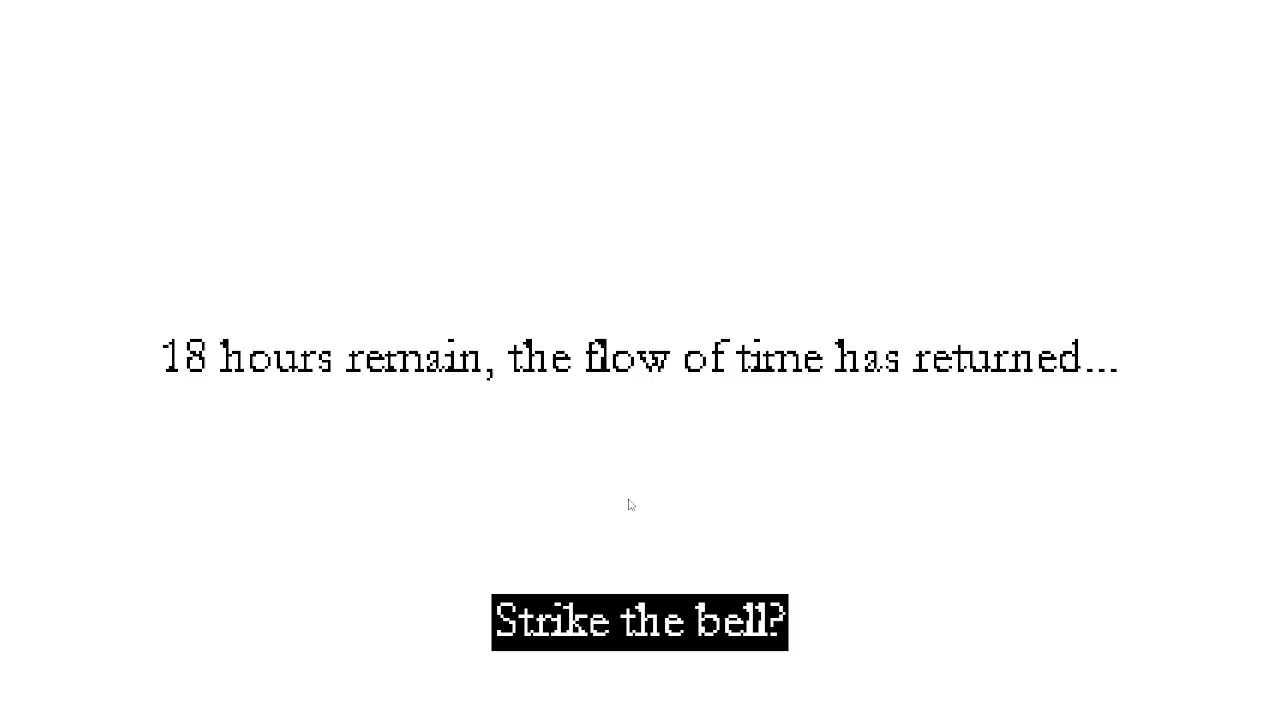 18 hours remain, the flow of time has returned...
Strike the bell?